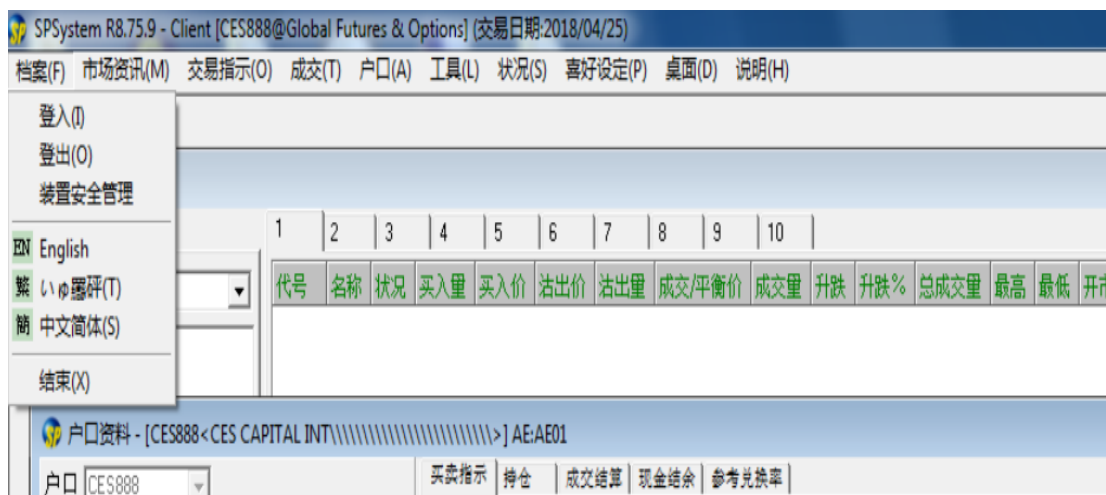 SPSystem R8.75.9 - Client [CES888@Global Futures & Options] (交易日期:2018/04/25)
档案(F) 市场资讯(M) 交易指示(O) 成交(T) 户口(A) 工具(L) 状况(S) 喜好设定(P) 桌面(D) 说明(H)
登入(I)
登出(O)
装置安全管理
1 2 3 4 5 6 7 8 9 10
EN English
代号 名称 状况 买入量 买入价 沽出价 沽出量 成交/平衡价 成交量 升跌 升跌% 总成交量 最高 最低 开市
繁 いゅ羉砰(T)
簡 中文简体(S)
结束(X)
户口资料 - [CES888<CES CAPITAL INT\\\\\\\\\\\\\\\\\\\\\\\\\\>] AE:AE01
户口 CES888
买卖指示 持仓 成交结算 现金结余 参考兑换率